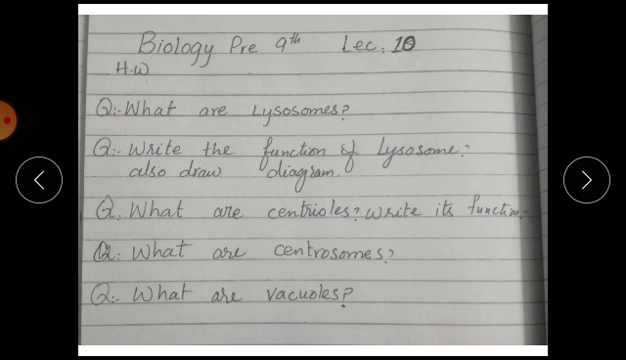 Biology Pre 9th Lec. 10
H.W
Q:- What are Lysosomes?
Q:- Write the function of Lysosome:
also draw diagram.
Q. What are centrioles? Write its function.
Q: What are centrosomes?
Q:- What are vacuoles?